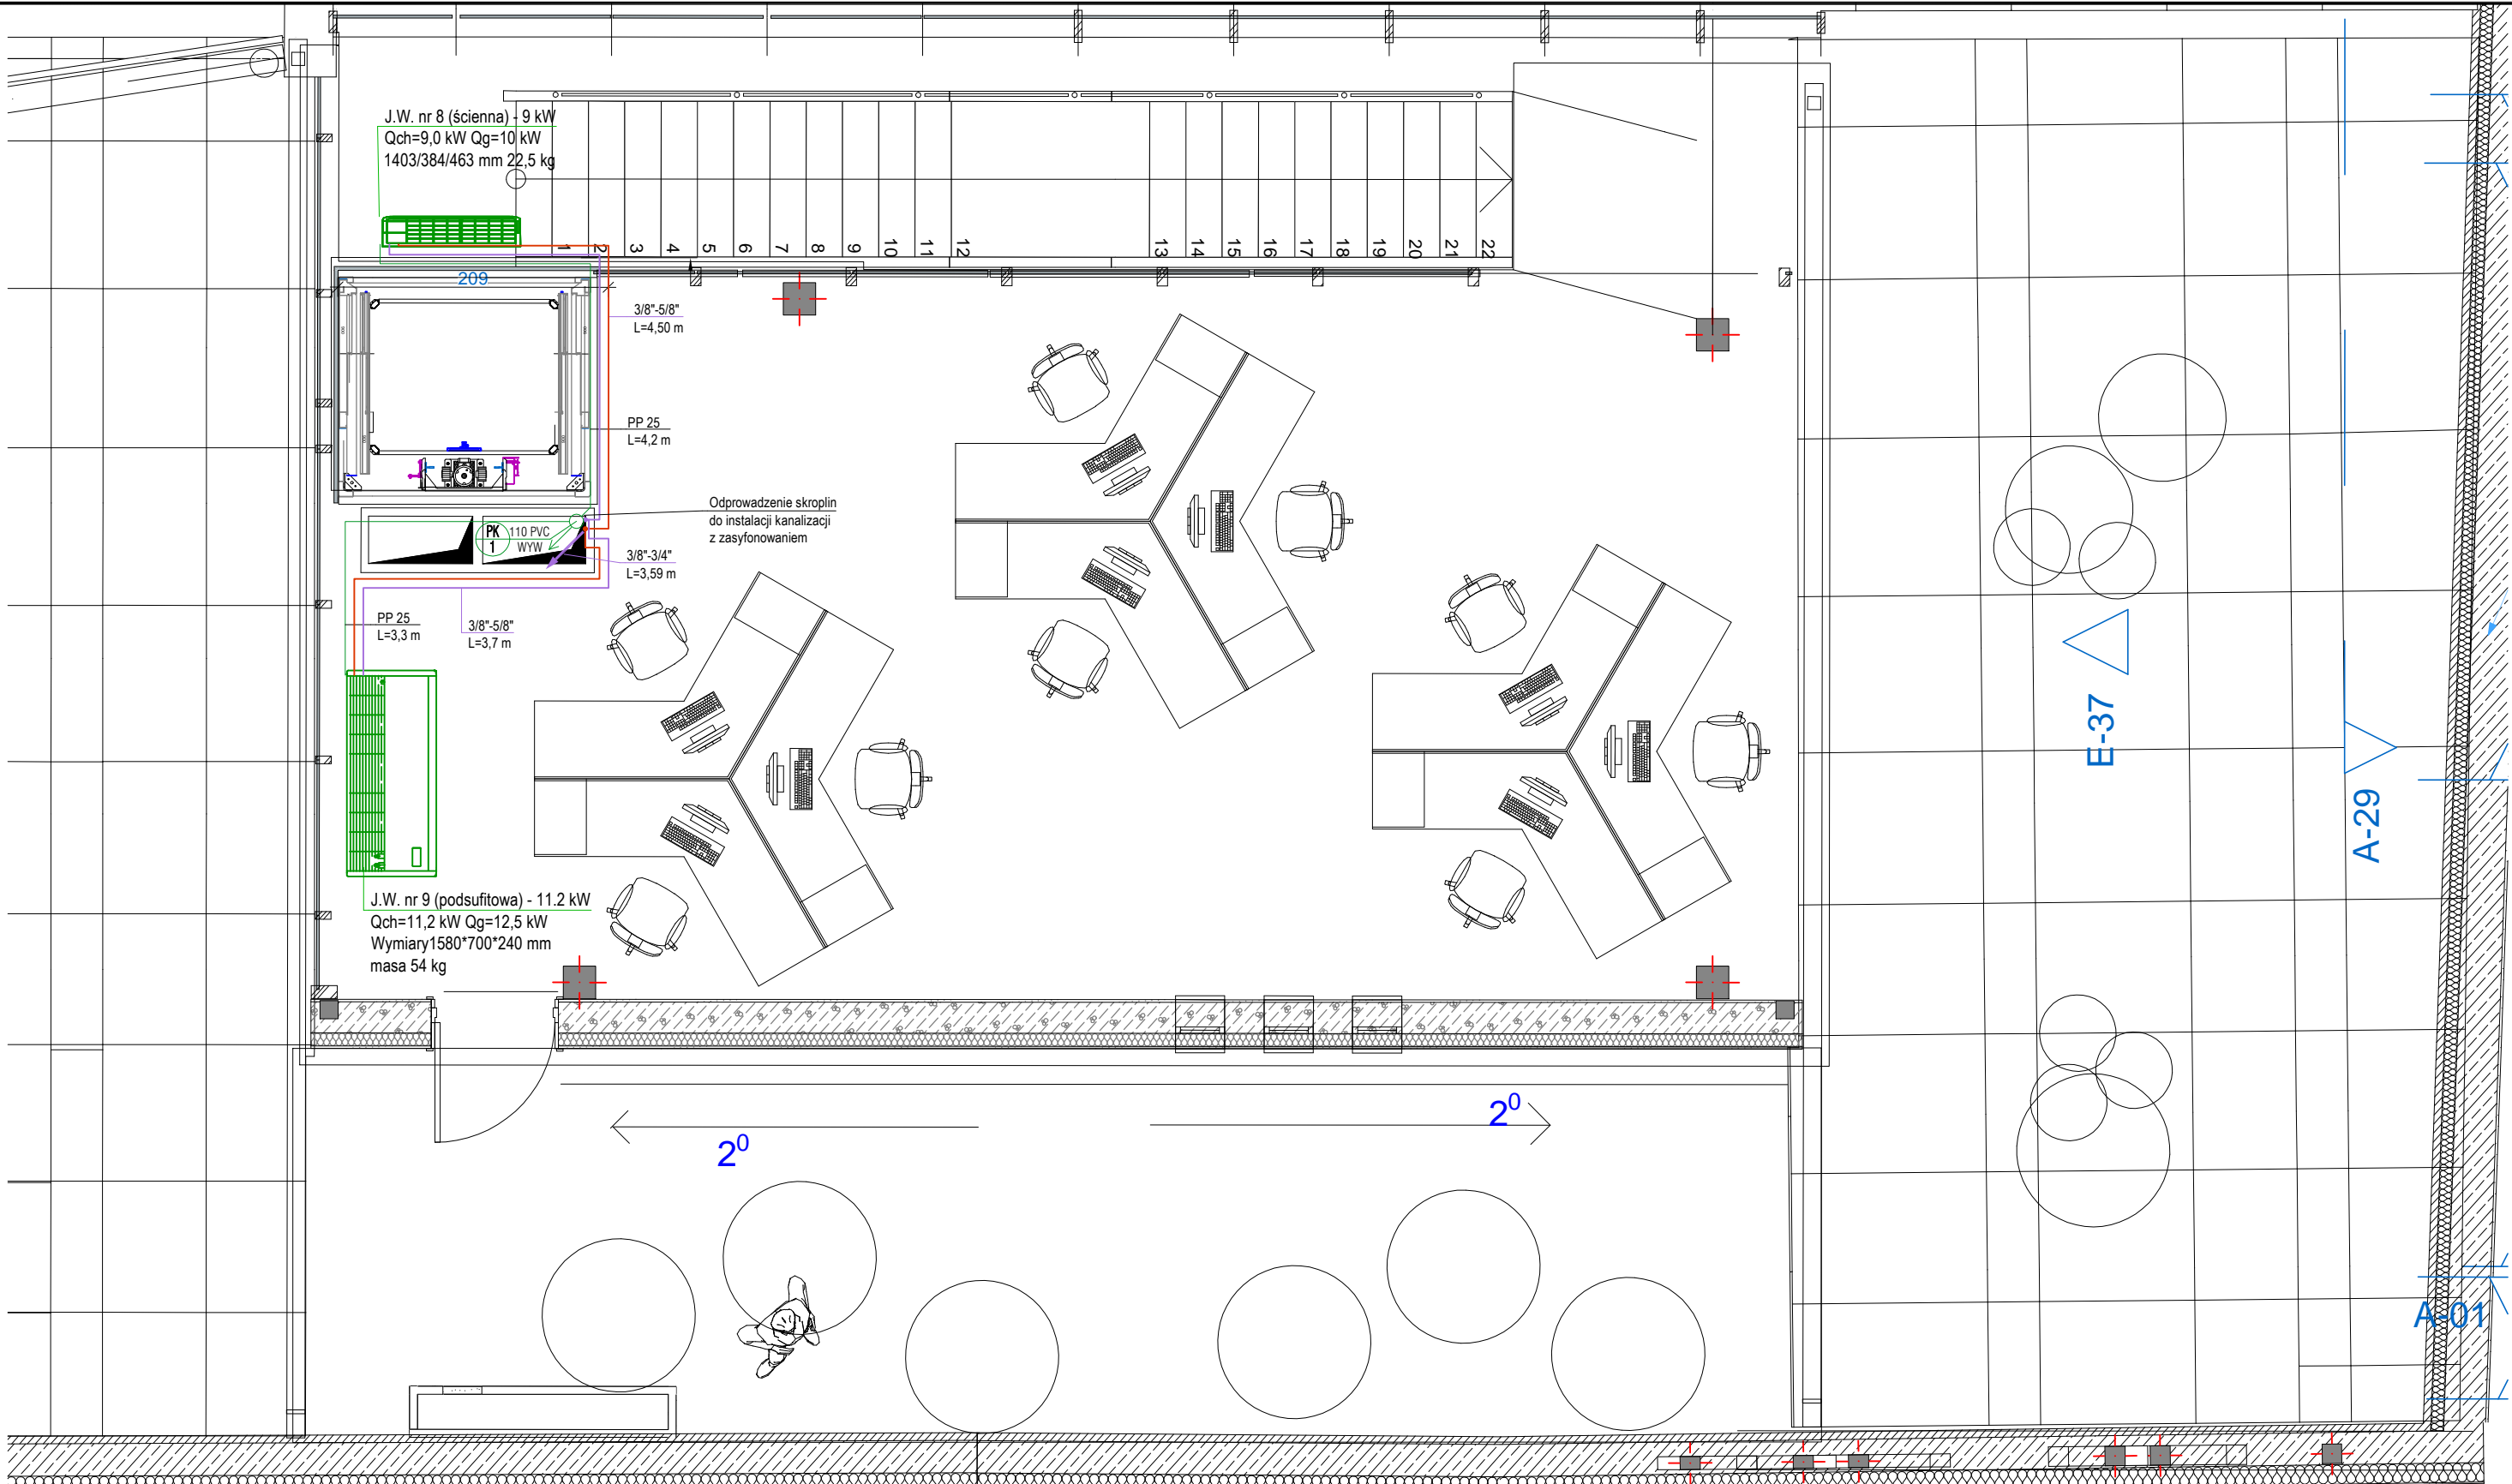 J.W. nr 8 (ścienna) - 9 kW
Qch=9,0 kW Qg=10 kW
1403/384/463 mm 22,5 kg
1
2
3
4
5
6
7
8
9
10
11
12
13
14
15
16
17
18
19
20
21
22
209
3/8"-5/8"
L=4,50 m
PP 25
L=4,2 m
Odprowadzenie skroplin
do instalacji kanalizacji
z zasyfonowaniem
PK
1
110 PVC
WYW
3/8"-3/4"
L=3,59 m
PP 25
L=3,3 m
3/8"-5/8"
L=3,7 m
J.W. nr 9 (podsufitowa) - 11.2 kW
Qch=11,2 kW Qg=12,5 kW
Wymiary1580*700*240 mm
masa 54 kg
E-37
A-29
2⁰
2⁰
A-01